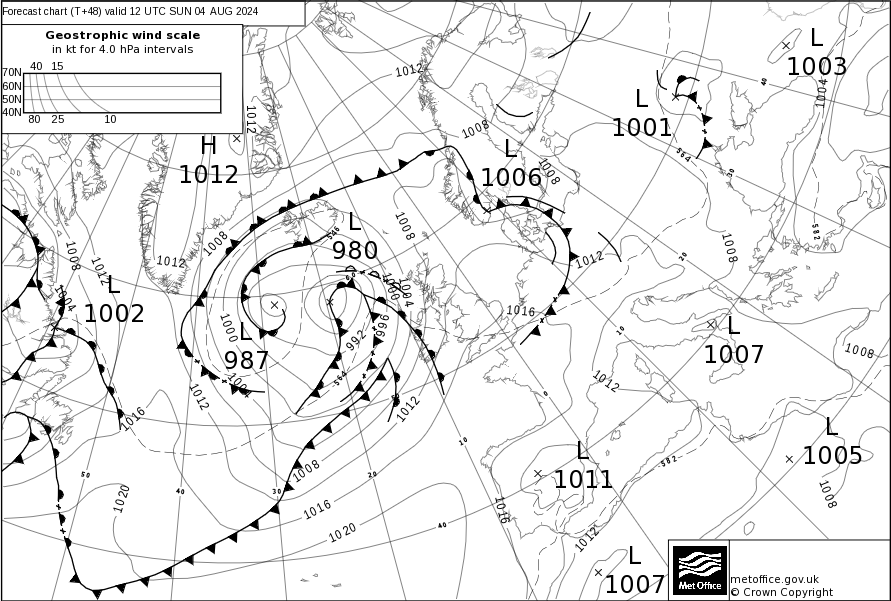 Forecast chart (T+48) valid 12 UTC SUN 04 AUG 2024
Geostrophic wind scale
in kt for 4.0 hPa intervals
40 15
70N
60N
50N
40N
80 25 10
L
1003
L
1001
H
1012
L
1006
L
980
L
1002
L
987
L
1007
L
1005
L
1011
L
1007
1012
1012
1004
1008
1008
1008
1008
1008
1012
1012
1004
1012
1008
1012
1016
546
564
582
1000
1004
1000
992
996
1004
564
1012
1012
1016
1012
1008
1008
1020
1008
1016
1020
1016
1012
582
50
40
30
20
40
10
0
10
20
30
40
Met Office
metoffice.gov.uk
© Crown Copyright